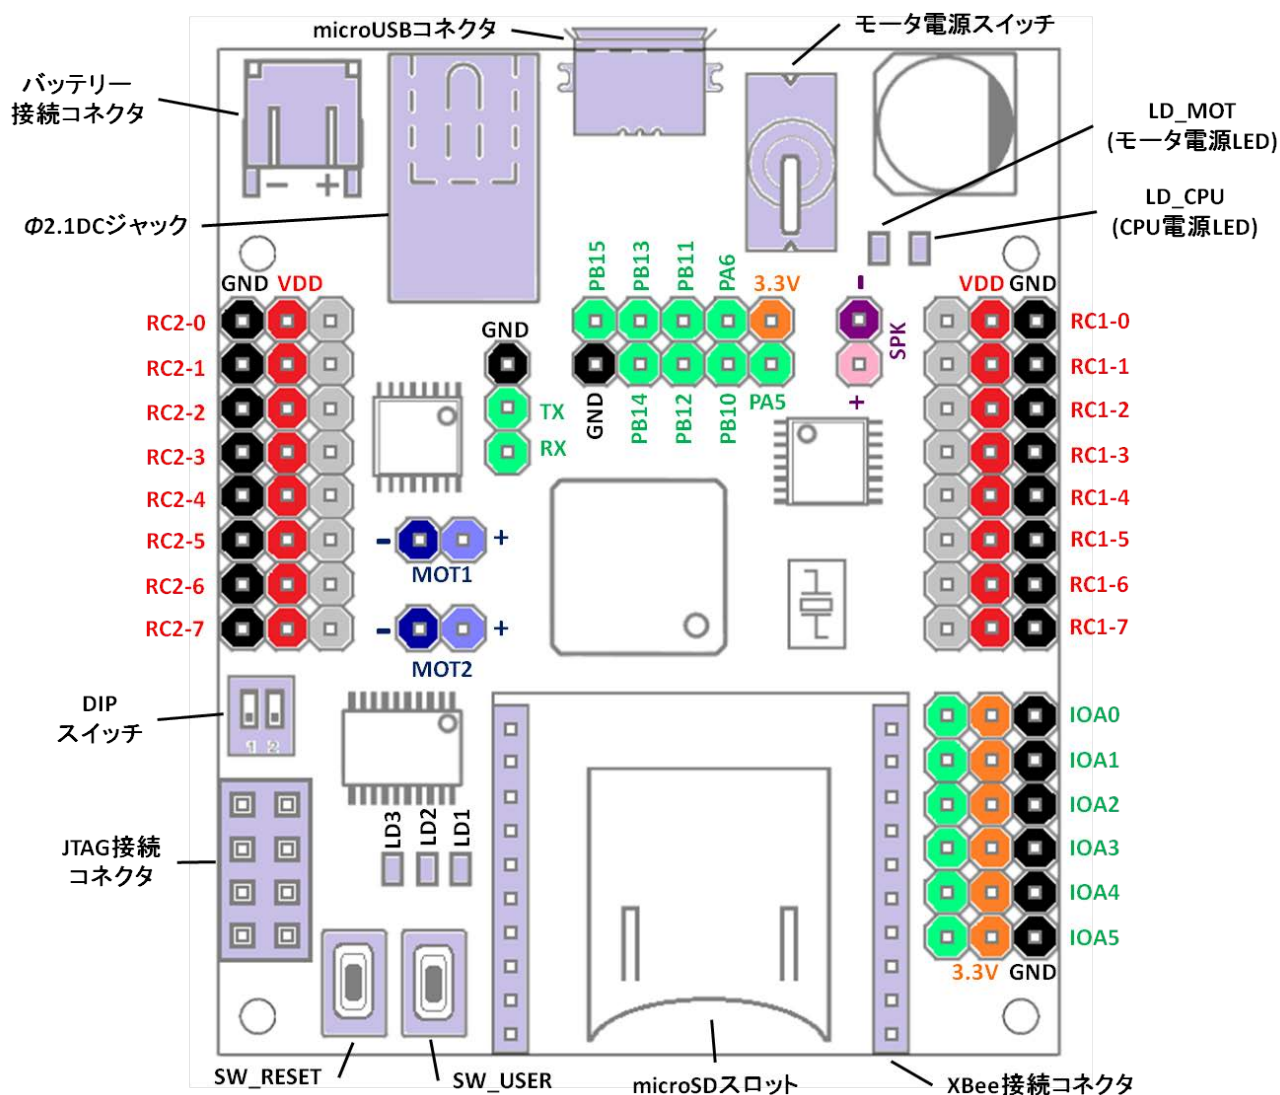 microUSBコネクタ
モータ電源スイッチ
バッテリー
接続コネクタ
LD_MOT
(モータ電源LED)
− +
LD_CPU
(CPU電源LED)
Φ2.1DCジャック
PB15
PB13
PB11
PA6
3.3V
-
GND VDD
VDD GND
RC2-0
RC2-1
RC2-2
RC2-3
RC2-4
RC2-5
RC2-6
RC2-7
GND
TX
RX
GND
PB14
PB12
PB10
PA5
SPK
+
RC1-0
RC1-1
RC1-2
RC1-3
RC1-4
RC1-5
RC1-6
RC1-7
- +
MOT1
- +
MOT2
DIP
スイッチ
1 2
IOA0
IOA1
IOA2
IOA3
IOA4
IOA5
3.3V GND
LD3
LD2
LD1
JTAG接続
コネクタ
SW_RESET
SW_USER
microSDスロット
XBee接続コネクタ